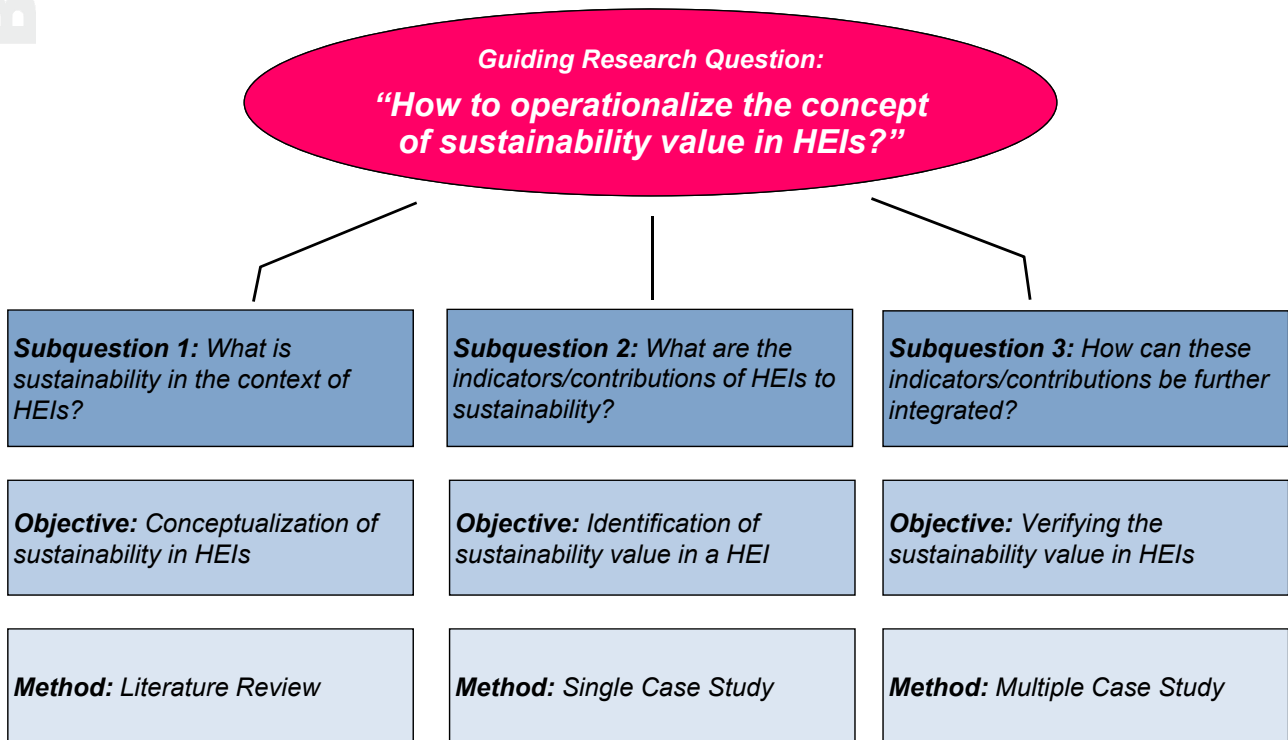 B
Guiding Research Question:
“How to operationalize the concept
of sustainability value in HEIs?”
Subquestion 1: What is
sustainability in the context of
HEIs?
Subquestion 2: What are the
indicators/contributions of HEIs to
sustainability?
Subquestion 3: How can these
indicators/contributions be further
integrated?
Objective: Conceptualization of
sustainability in HEIs
Objective: Identification of
sustainability value in a HEI
Objective: Verifying the
sustainability value in HEIs
Method: Literature Review
Method: Single Case Study
Method: Multiple Case Study